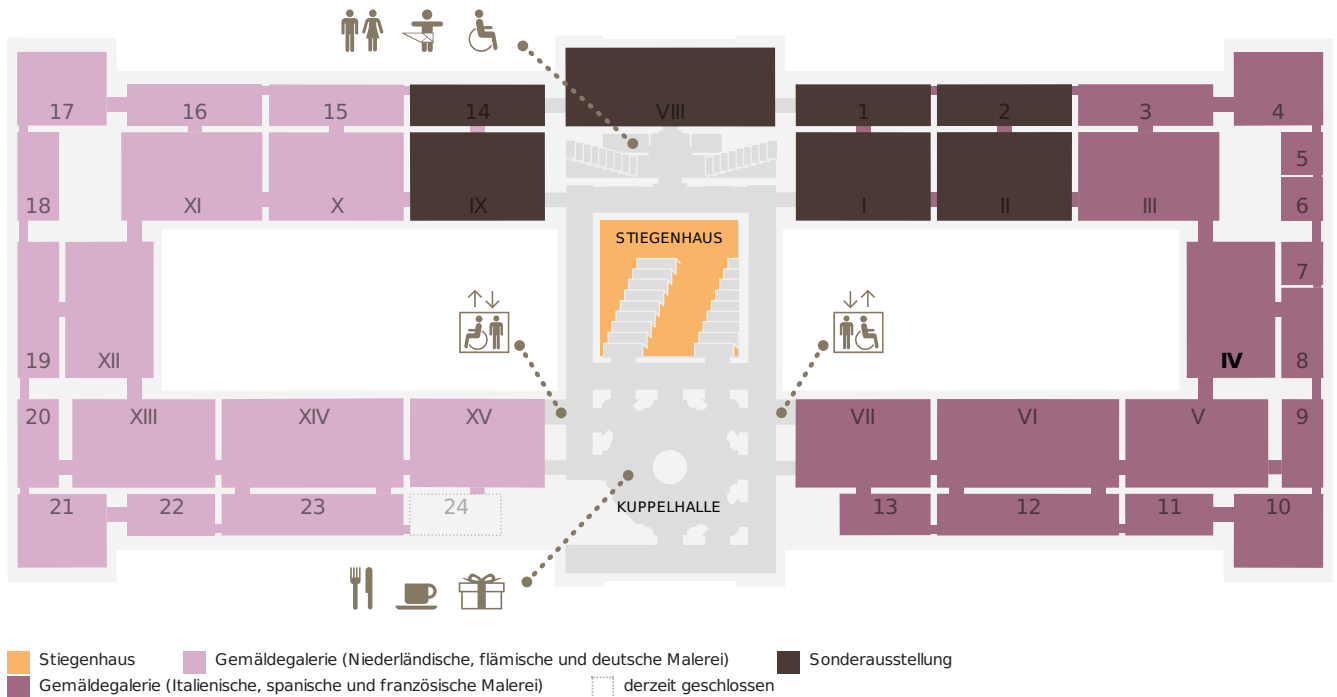 17 16 15 14 VIII 1 2 3 4
5
18 XI X IX I II III 6
STIEGENHAUS
7
19 XII IV 8
20 XIII XIV XV VII VI V 9
21 22 23 24 KUPPELHALLE 13 12 11 10
Stiegenhaus Gemäldegalerie (Niederländische, flämische und deutsche Malerei) Sonderausstellung
Gemäldegalerie (Italienische, spanische und französische Malerei) derzeit geschlossen